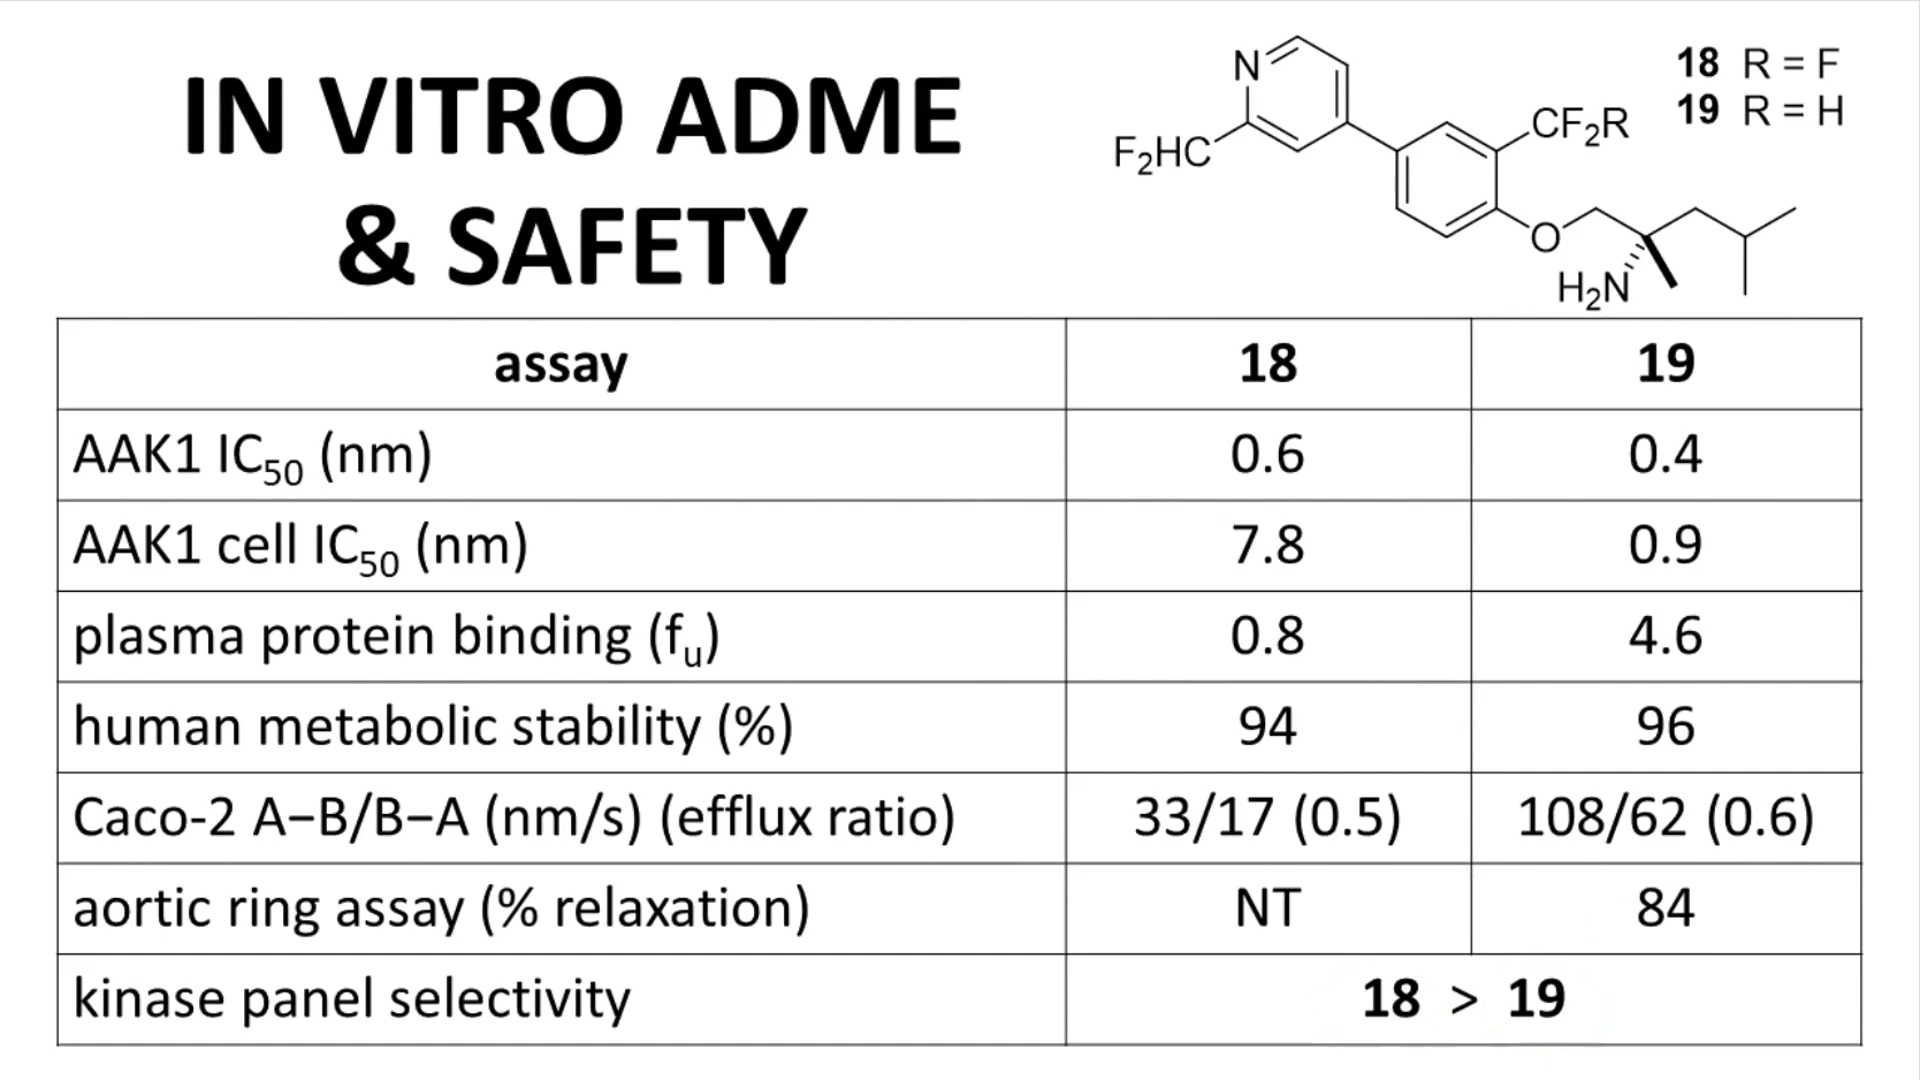 IN VITRO ADME
& SAFETY
N
F₂HC
CF₂R
O
H₂N
18 R = F
19 R = H
assay 18 19
AAK1 IC₅₀ (nm) 0.6 0.4
AAK1 cell IC₅₀ (nm) 7.8 0.9
plasma protein binding (fᵤ) 0.8 4.6
human metabolic stability (%) 94 96
Caco-2 A–B/B–A (nm/s) (efflux ratio) 33/17 (0.5) 108/62 (0.6)
aortic ring assay (% relaxation) NT 84
kinase panel selectivity 18 > 19